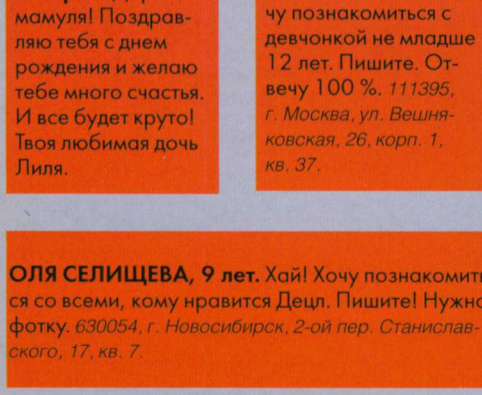 мамуля! Поздрав-
ляю тебя с днем
рождения и желаю
тебе много счастья.
И все будет круто!
Твоя любимая дочь
Лиля.
чу познакомиться с
девчонкой не младше
12 лет. Пишите. От-
вечу 100 %. 111395,
г. Москва, ул. Вешня-
ковская, 26, корп. 1,
кв. 37.
ОЛЯ СЕЛИЩЕВА, 9 лет. Хай! Хочу познакомить
ся со всеми, кому нравится Децл. Пишите! Нужно
фотку. 630054, г. Новосибирск, 2-ой пер. Станислав-
ского, 17, кв. 7.